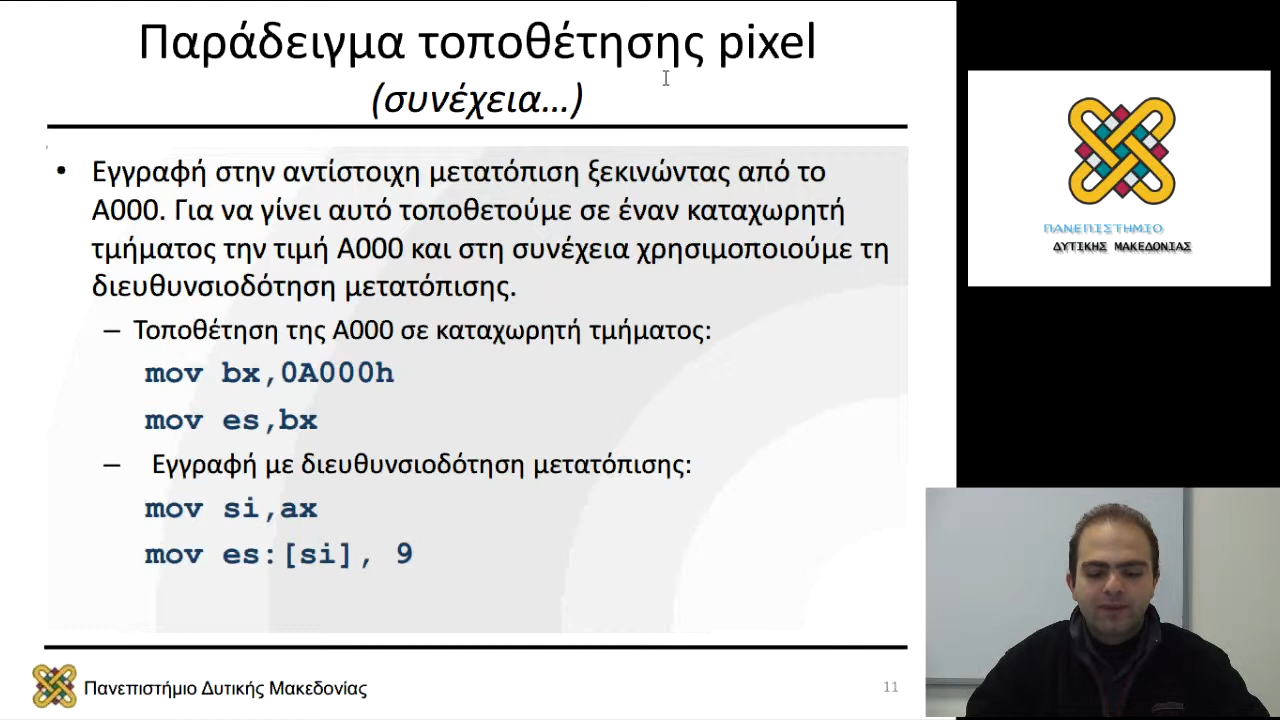 Παράδειγμα τοποθέτησης pixel
(συνέχεια...)
• Εγγραφή στην αντίστοιχη μετατόπιση ξεκινώντας από το
A000. Για να γίνει αυτό τοποθετούμε σε έναν καταχωρητή
τμήματος την τιμή A000 και στη συνέχεια χρησιμοποιούμε τη
διευθυνσιοδότηση μετατόπισης.
– Τοποθέτηση της A000 σε καταχωρητή τμήματος:
mov bx,0A000h
mov es,bx
– Εγγραφή με διευθυνσιοδότηση μετατόπισης:
mov si,ax
mov es:[si], 9
Πανεπιστήμιο Δυτικής Μακεδονίας
11
ΠΑΝΕΠΙΣΤΗΜΙΟ
ΔΥΤΙΚΗΣ ΜΑΚΕΔΟΝΙΑΣ